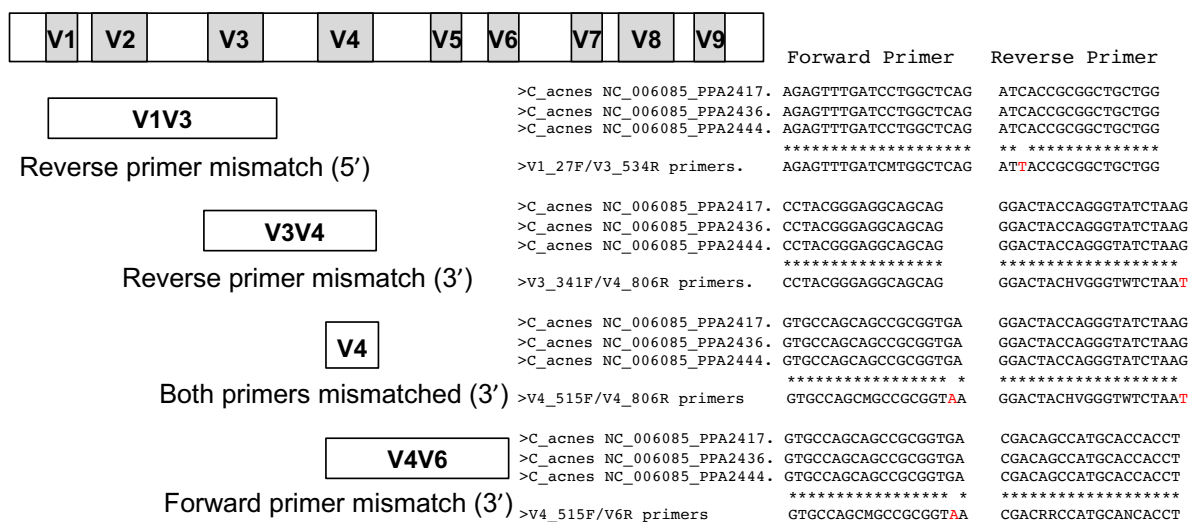 V1 V2 V3 V4 V5 V6 V7 V8 V9
Forward Primer Reverse Primer
V1V3
Reverse primer mismatch (5′)
>C_acnes NC_006085_PPA2417. AGAGTTTGATCCTGGCTCAG ATCACCGCGGCTGCTGG
>C_acnes NC_006085_PPA2436. AGAGTTTGATCCTGGCTCAG ATCACCGCGGCTGCTGG
>C_acnes NC_006085_PPA2444. AGAGTTTGATCCTGGCTCAG ATCACCGCGGCTGCTGG
******************* ** **************
>V1_27F/V3_534R primers. AGAGTTTGATCMTGGCTCAG ATTACCGCGGCTGCTGG
V3V4
Reverse primer mismatch (3′)
>C_acnes NC_006085_PPA2417. CCTACGGGAGGCAGCAG GGACTACCAGGGTATCTAAG
>C_acnes NC_006085_PPA2436. CCTACGGGAGGCAGCAG GGACTACCAGGGTATCTAAG
>C_acnes NC_006085_PPA2444. CCTACGGGAGGCAGCAG GGACTACCAGGGTATCTAAG
***************** *******************
>V3_341F/V4_806R primers. CCTACGGGAGGCAGCAG GGACTACHVGGGTWTCTAAT
V4
Both primers mismatched (3′)
>C_acnes NC_006085_PPA2417. GTGCCAGCAGCCGCGGTGA GGACTACCAGGGTATCTAAG
>C_acnes NC_006085_PPA2436. GTGCCAGCAGCCGCGGTGA GGACTACCAGGGTATCTAAG
>C_acnes NC_006085_PPA2444. GTGCCAGCAGCCGCGGTGA GGACTACCAGGGTATCTAAG
***************** * *******************
>V4_515F/V4_806R primers GTGCCAGCMGCCGCGGTAA GGACTACHVGGGTWTCTAAT
V4V6
Forward primer mismatch (3′)
>C_acnes NC_006085_PPA2417. GTGCCAGCAGCCGCGGTGA CGACAGCCATGCACCACCT
>C_acnes NC_006085_PPA2436. GTGCCAGCAGCCGCGGTGA CGACAGCCATGCACCACCT
>C_acnes NC_006085_PPA2444. GTGCCAGCAGCCGCGGTGA CGACAGCCATGCACCACCT
***************** * *******************
>V4_515F/V6R primers GTGCCAGCMGCCGCGGTAA CGACRRCCATGCANCACCT